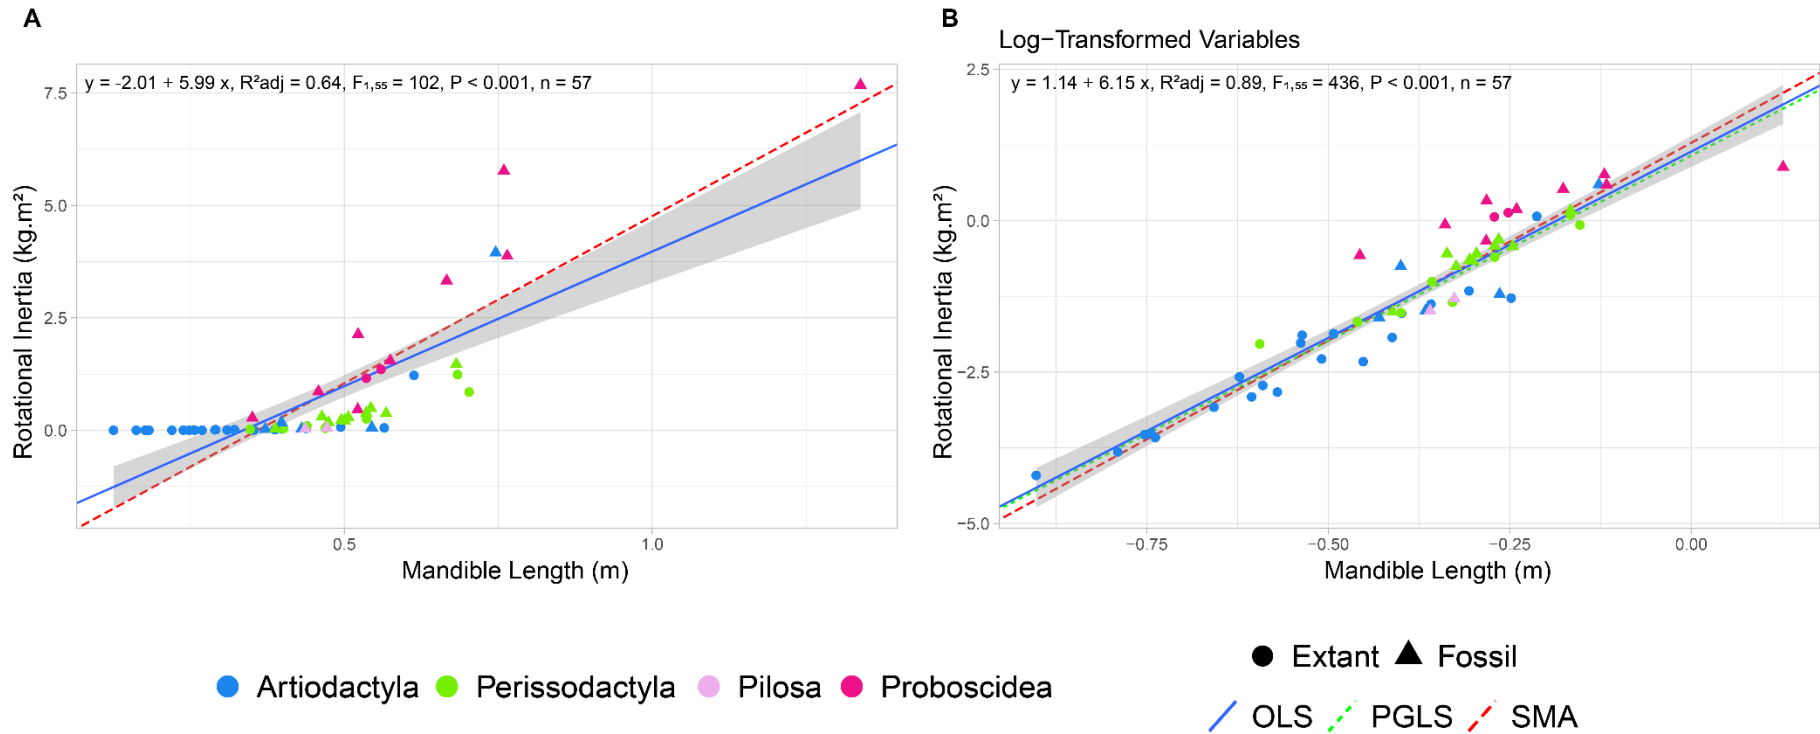 A
y = -2.01 + 5.99 x, R²adj = 0.64, F₁,₅₅ = 102, P < 0.001, n = 57
7.5
5.0
2.5
0.0
Rotational Inertia (kg.m²)
0.5 1.0
Mandible Length (m)
B
Log−Transformed Variables
y = 1.14 + 6.15 x, R²adj = 0.89, F₁,₅₅ = 436, P < 0.001, n = 57
2.5
0.0
−2.5
−5.0
Rotational Inertia (kg.m²)
−0.75 −0.50 −0.25 0.00
Mandible Length (m)
Extant Fossil
Artiodactyla Perissodactyla Pilosa Proboscidea
OLS PGLS SMA